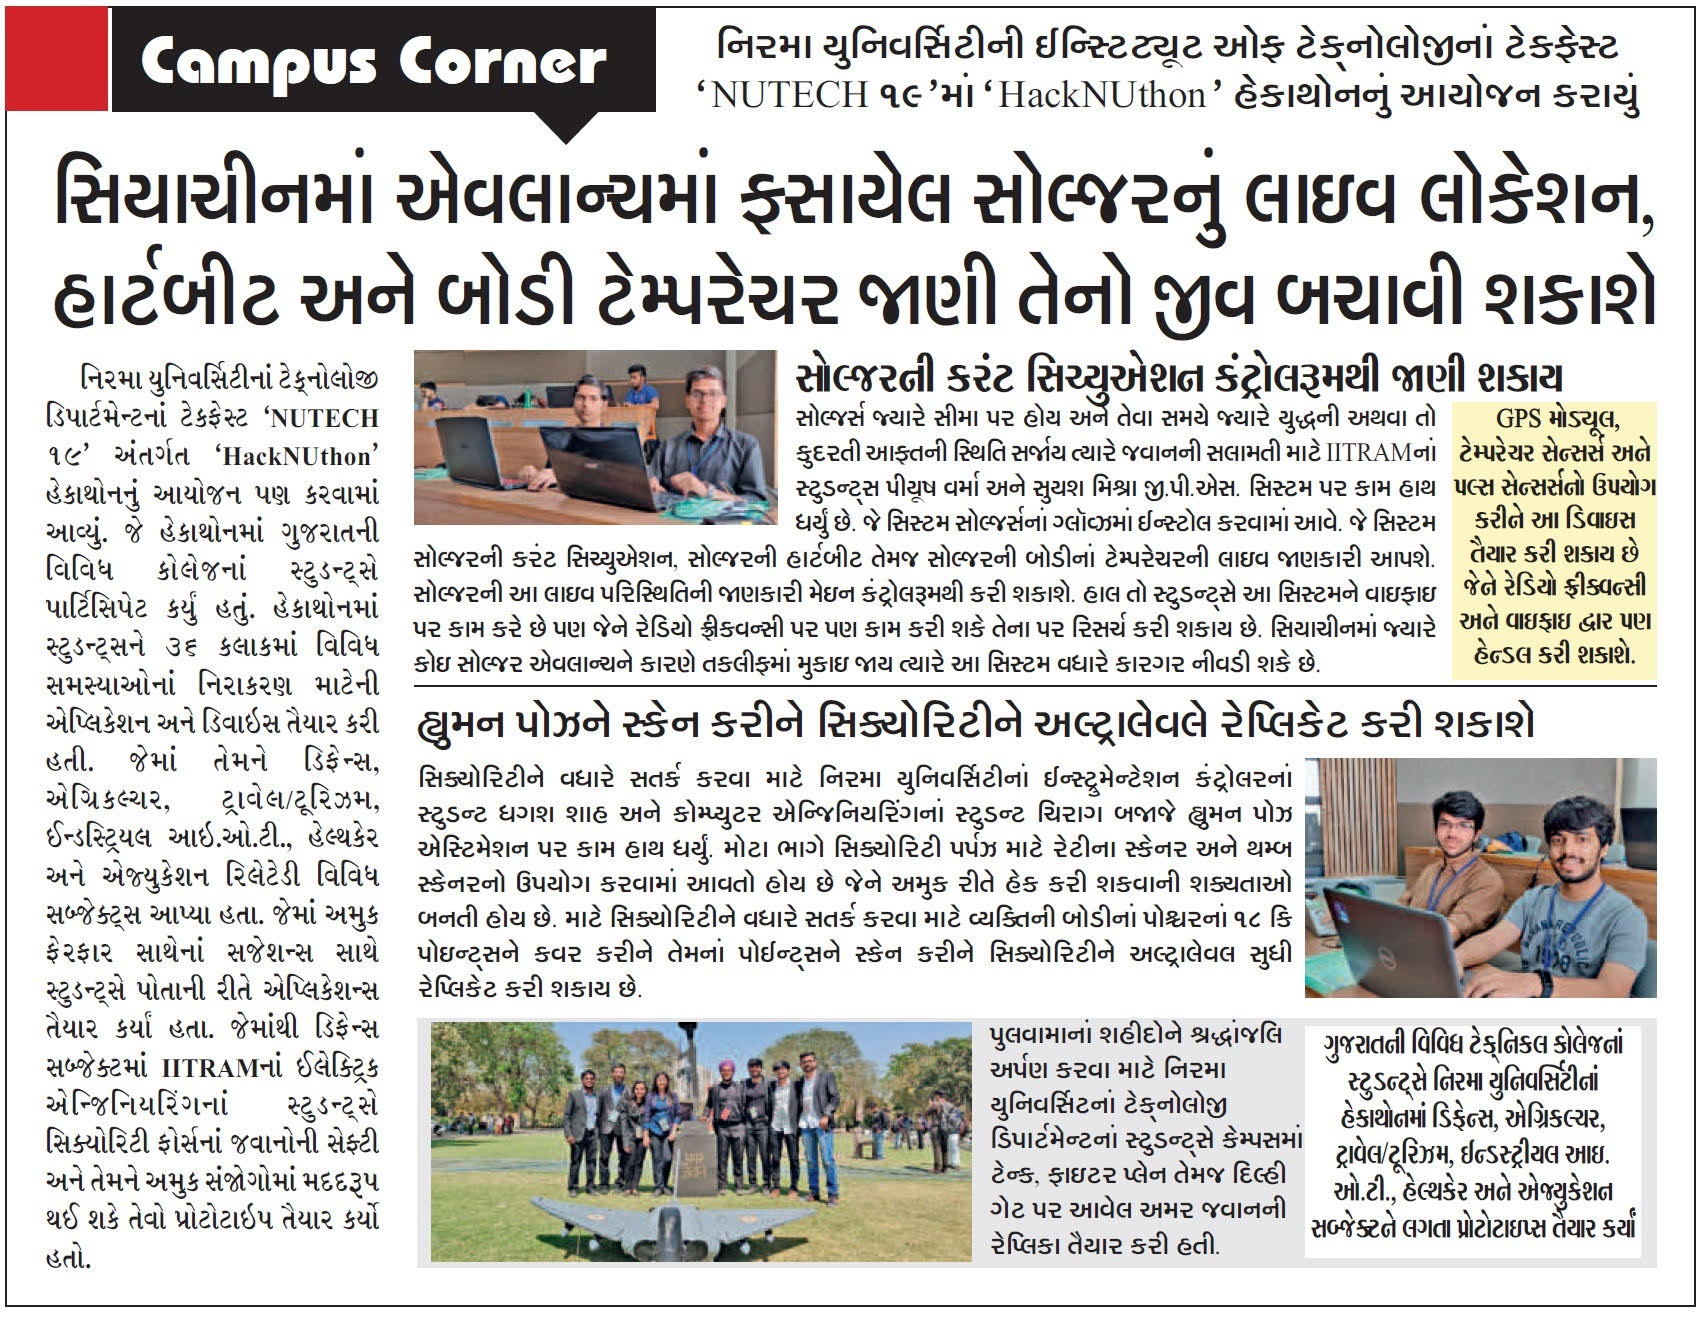 Campus Corner
નિરમા યુનિવર્સિટીની ઈન્સ્ટિટ્યૂટ ઓફ ટેક્‌નોલોજીનાં ટેકફેસ્ટ
‘NUTECH ૧૯’માં ‘HackNUthon’ હેકાથોનનું આયોજન કરાયું
સિયાચીનમાં એવલાન્ચમાં ફસાયેલ સોલ્જરનું લાઇવ લોકેશન,
હાર્ટબીટ અને બોડી ટેમ્પરેચર જાણી તેનો જીવ બચાવી શકાશે
નિરમા યુનિવર્સિટીનાં ટેક્‌નોલોજી
ડિપાર્ટમેન્ટનાં ટેકફેસ્ટ ‘NUTECH
૧૯’ અંતર્ગત ‘HackNUthon’
હેકાથોનનું આયોજન પણ કરવામાં
આવ્યું. જે હેકાથોનમાં ગુજરાતની
વિવિધ કોલેજનાં સ્ટુડન્ટ્સે
પાર્ટિસિપેટ કર્યું હતું. હેકાથોનમાં
સ્ટુડન્ટ્સને ૩૬ કલાકમાં વિવિધ
સમસ્યાઓનાં નિરાકરણ માટેની
એપ્લિકેશન અને ડિવાઇસ તૈયાર કરી
હતી. જેમાં તેમને ડિફેન્સ,
એગ્રિકલ્ચર, ટ્રાવેલ/ટૂરિઝમ,
ઈન્ડસ્ટ્રિયલ આઇ.ઓ.ટી., હેલ્થકેર
અને એજ્યુકેશન રિલેટેડી વિવિધ
સબ્જેક્ટ્સ આપ્યા હતા. જેમાં અમુક
ફેરફાર સાથેનાં સજેશન્સ સાથે
સ્ટુડન્ટ્સે પોતાની રીતે એપ્લિકેશન્સ
તૈયાર કર્યાં હતા. જેમાંથી ડિફેન્સ
સબ્જેક્ટમાં IITRAMનાં ઈલેક્ટ્રિક
એન્જિનિયરિંગનાં સ્ટુડન્ટ્સે
સિક્યોરિટી ફોર્સનાં જવાનોની સેફ્ટી
અને તેમને અમુક સંજોગોમાં મદદરૂપ
થઈ શકે તેવો પ્રોટોટાઇપ તૈયાર કર્યો
હતો.
સોલ્જરની કરંટ સિચ્યુએશન કંટ્રોલરૂમથી જાણી શકાય
સોલ્જર્સ જ્યારે સીમા પર હોય અને તેવા સમયે જ્યારે યુદ્ધની અથવા તો
કુદરતી આફતની સ્થિતિ સર્જાય ત્યારે જવાનની સલામતી માટે IITRAMનાં
સ્ટુડન્ટ્સ પીયૂષ વર્મા અને સુયશ મિશ્રા જી.પી.એસ. સિસ્ટમ પર કામ હાથ
ધર્યું છે. જે સિસ્ટમ સોલ્જર્સનાં ગ્લૉવ્ઝમાં ઈન્સ્ટોલ કરવામાં આવે. જે સિસ્ટમ
સોલ્જરની કરંટ સિચ્યુએશન, સોલ્જરની હાર્ટબીટ તેમજ સોલ્જરની બોડીનાં ટેમ્પરેચરની લાઇવ જાણકારી આપશે.
સોલ્જરની આ લાઇવ પરિસ્થિતિની જાણકારી મેઇન કંટ્રોલરૂમથી કરી શકાશે. હાલ તો સ્ટુડન્ટ્સે આ સિસ્ટમને વાઇફાઇ
પર કામ કરે છે પણ જેને રેડિયો ફ્રીકવન્સી પર પણ કામ કરી શકે તેના પર રિસર્ચ કરી શકાય છે. સિયાચીનમાં જ્યારે
કોઇ સોલ્જર એવલાન્ચને કારણે તકલીફમાં મુકાઇ જાય ત્યારે આ સિસ્ટમ વધારે કારગર નીવડી શકે છે.
GPS મોડ્યૂલ,
ટેમ્પરેચર સેન્સર્સ અને
પલ્સ સેન્સર્સનો ઉપયોગ
કરીને આ ડિવાઇસ
તૈયાર કરી શકાય છે
જેને રેડિયો ફ્રીક્વન્સી
અને વાઇફાઇ દ્વાર પણ
હેન્ડલ કરી શકાશે.
હ્યુમન પોઝને સ્કેન કરીને સિક્યોરિટીને અલ્ટ્રાલેવલે રેપ્લિકેટ કરી શકાશે
સિક્યોરિટીને વધારે સતર્ક કરવા માટે નિરમા યુનિવર્સિટીનાં ઈન્સ્ટ્રુમેન્ટેશન કંટ્રોલરનાં
સ્ટુડન્ટ ધગશ શાહ અને કોમ્પ્યુટર એન્જિનિયરિંગનાં સ્ટુડન્ટ ચિરાગ બજાજે હ્યુમન પોઝ
એસ્ટિમેશન પર કામ હાથ ધર્યું. મોટા ભાગે સિક્યોરિટી પર્પઝ માટે રેટીના સ્કેનર અને થમ્બ
સ્કેનરનો ઉપયોગ કરવામાં આવતો હોય છે જેને અમુક રીતે હેક કરી શકવાની શક્યતાઓ
બનતી હોય છે. માટે સિક્યોરિટીને વધારે સતર્ક કરવા માટે વ્યક્તિની બોડીનાં પોશ્ચરનાં ૧૮ કિ
પોઇન્ટ્સને કવર કરીને તેમનાં પોઈન્ટ્સને સ્કેન કરીને સિક્યોરિટીને અલ્ટ્રાલેવલ સુધી
રેપ્લિકેટ કરી શકાય છે.
પુલવામાનાં શહીદોને શ્રદ્ધાંજલિ
અર્પણ કરવા માટે નિરમા
યુનિવર્સિટનાં ટેક્‌નોલોજી
ડિપાર્ટમેન્ટનાં સ્ટુડન્ટ્સે કેમ્પસમાં
ટેન્ક, ફાઇટર પ્લેન તેમજ દિલ્હી
ગેટ પર આવેલ અમર જવાનની
રેપ્લિકા તૈયાર કરી હતી.
ગુજરાતની વિવિધ ટેક્‌નિકલ કોલેજનાં
સ્ટુડન્ટ્સે નિરમા યુનિવર્સિટીનાં
હેકાથોનમાં ડિફેન્સ, એગ્રિકલ્ચર,
ટ્રાવેલ/ટૂરિઝમ, ઈન્ડસ્ટ્રીયલ આઇ.
ઓ.ટી., હેલ્થકેર અને એજ્યુકેશન
સબ્જેક્ટને લગતા પ્રોટોટાઇપ્સ તૈયાર કર્યાં